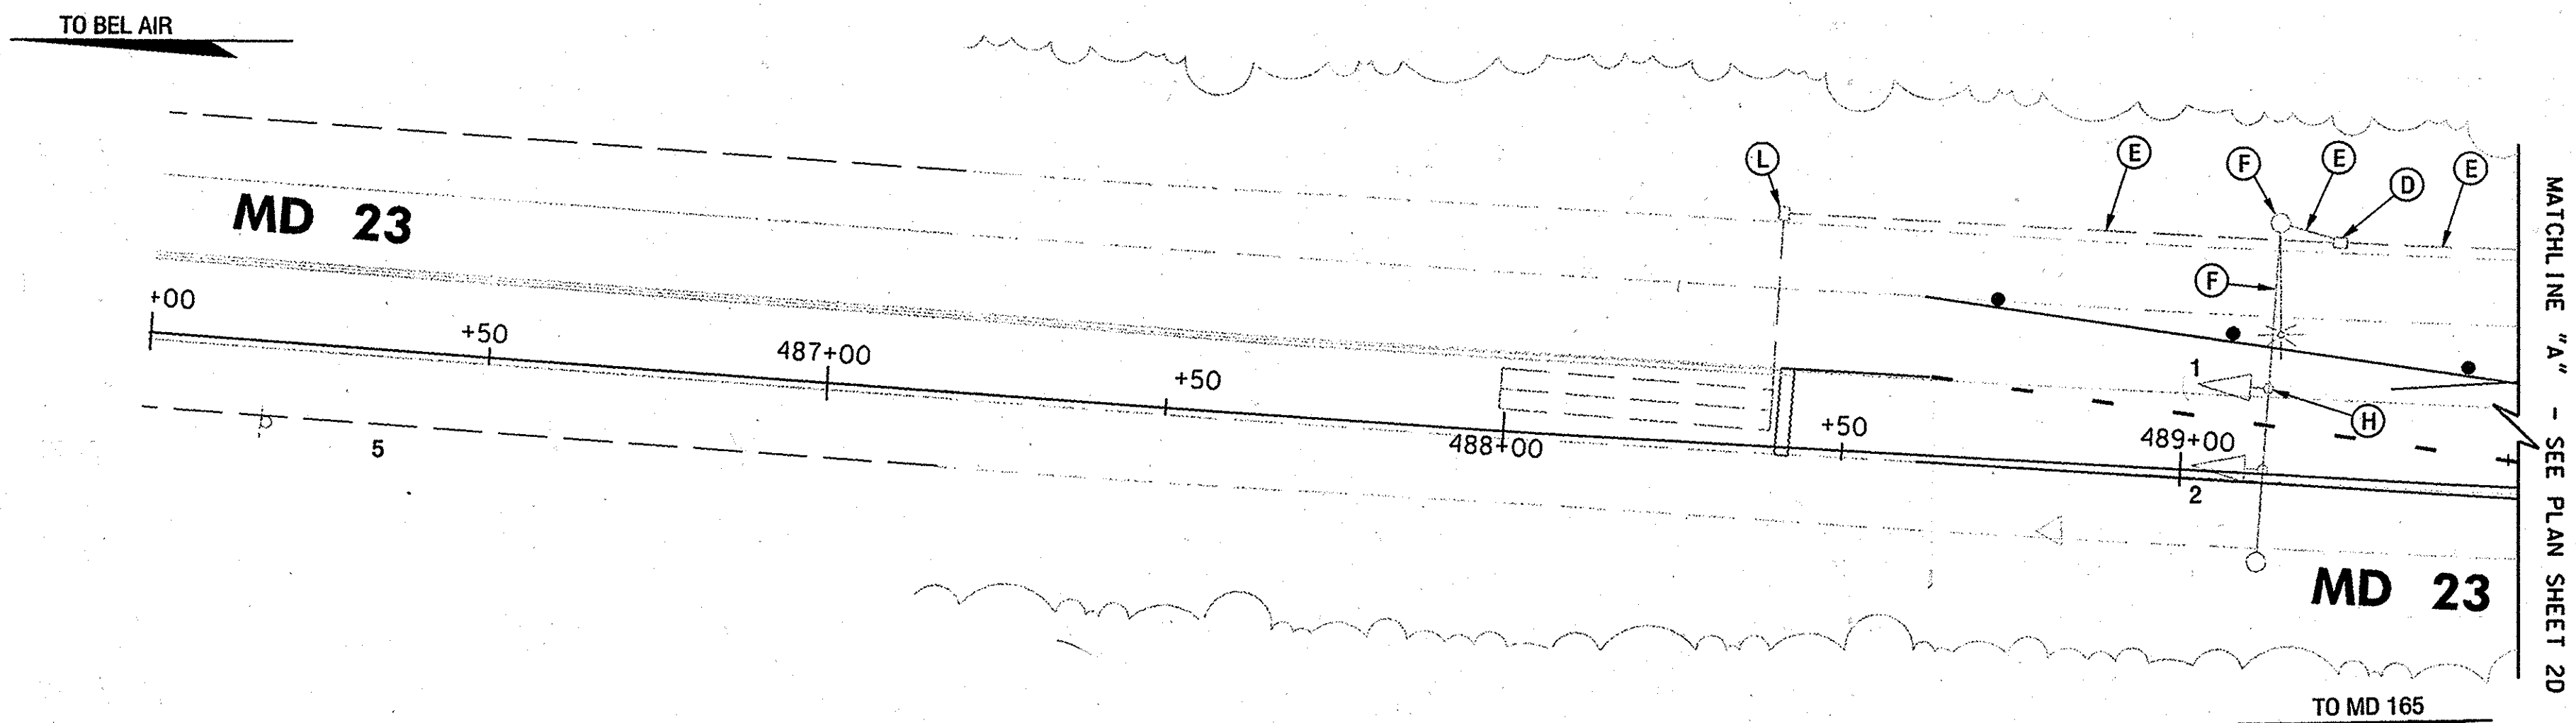 TO BEL AIR
L
E
F
E
D
E
MD 23
F
+00
+50
487+00
+50
488+00
+50
489+00
1
H
2
5
MD 23
MATCHLINE "A" - SEE PLAN SHEET 2D
TO MD 165